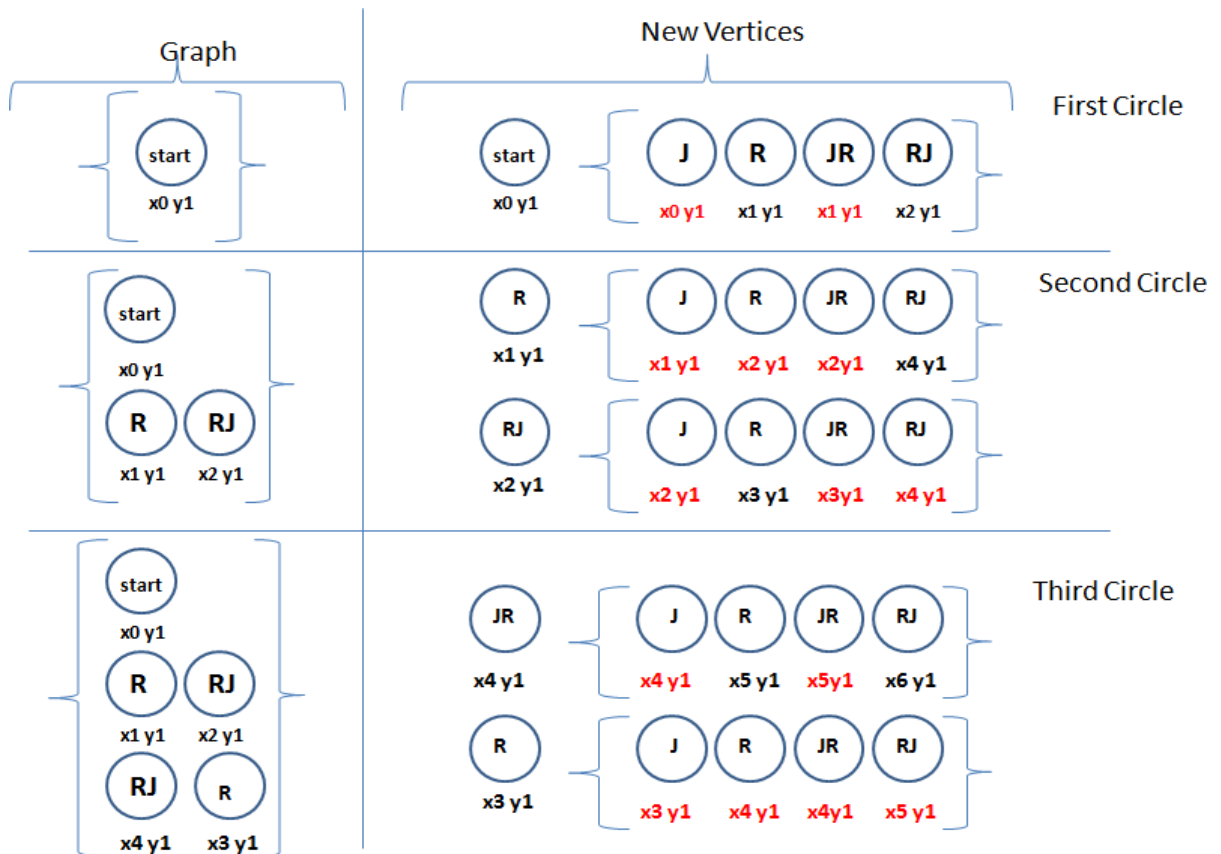 Graph
New Vertices
First Circle
start
x0 y1
start
x0 y1
J R JR RJ
x0 y1 x1 y1 x1 y1 x2 y1
Second Circle
start
x0 y1
R RJ
x1 y1 x2 y1
R
x1 y1
J R JR RJ
x1 y1 x2 y1 x2y1 x4 y1
RJ
x2 y1
J R JR RJ
x2 y1 x3 y1 x3y1 x4 y1
Third Circle
start
x0 y1
R RJ
x1 y1 x2 y1
RJ R
x4 y1 x3 y1
JR
x4 y1
J R JR RJ
x4 y1 x5 y1 x5y1 x6 y1
R
x3 y1
J R JR RJ
x3 y1 x4 y1 x4y1 x5 y1